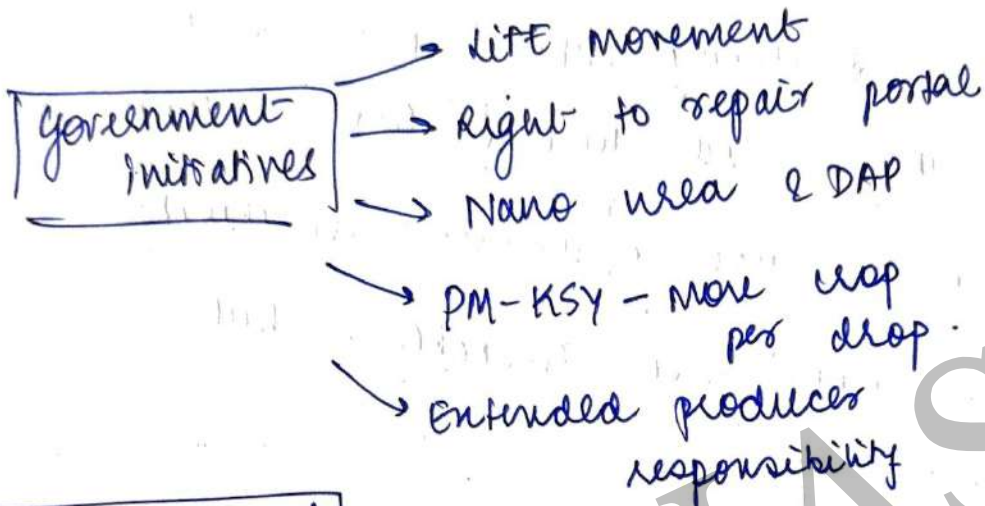 Government
initiatives
LiFE movement
Right to repair portal
Nano urea & DAP
PM-KSY - More crop
per drop.
Extended producer
responsibility